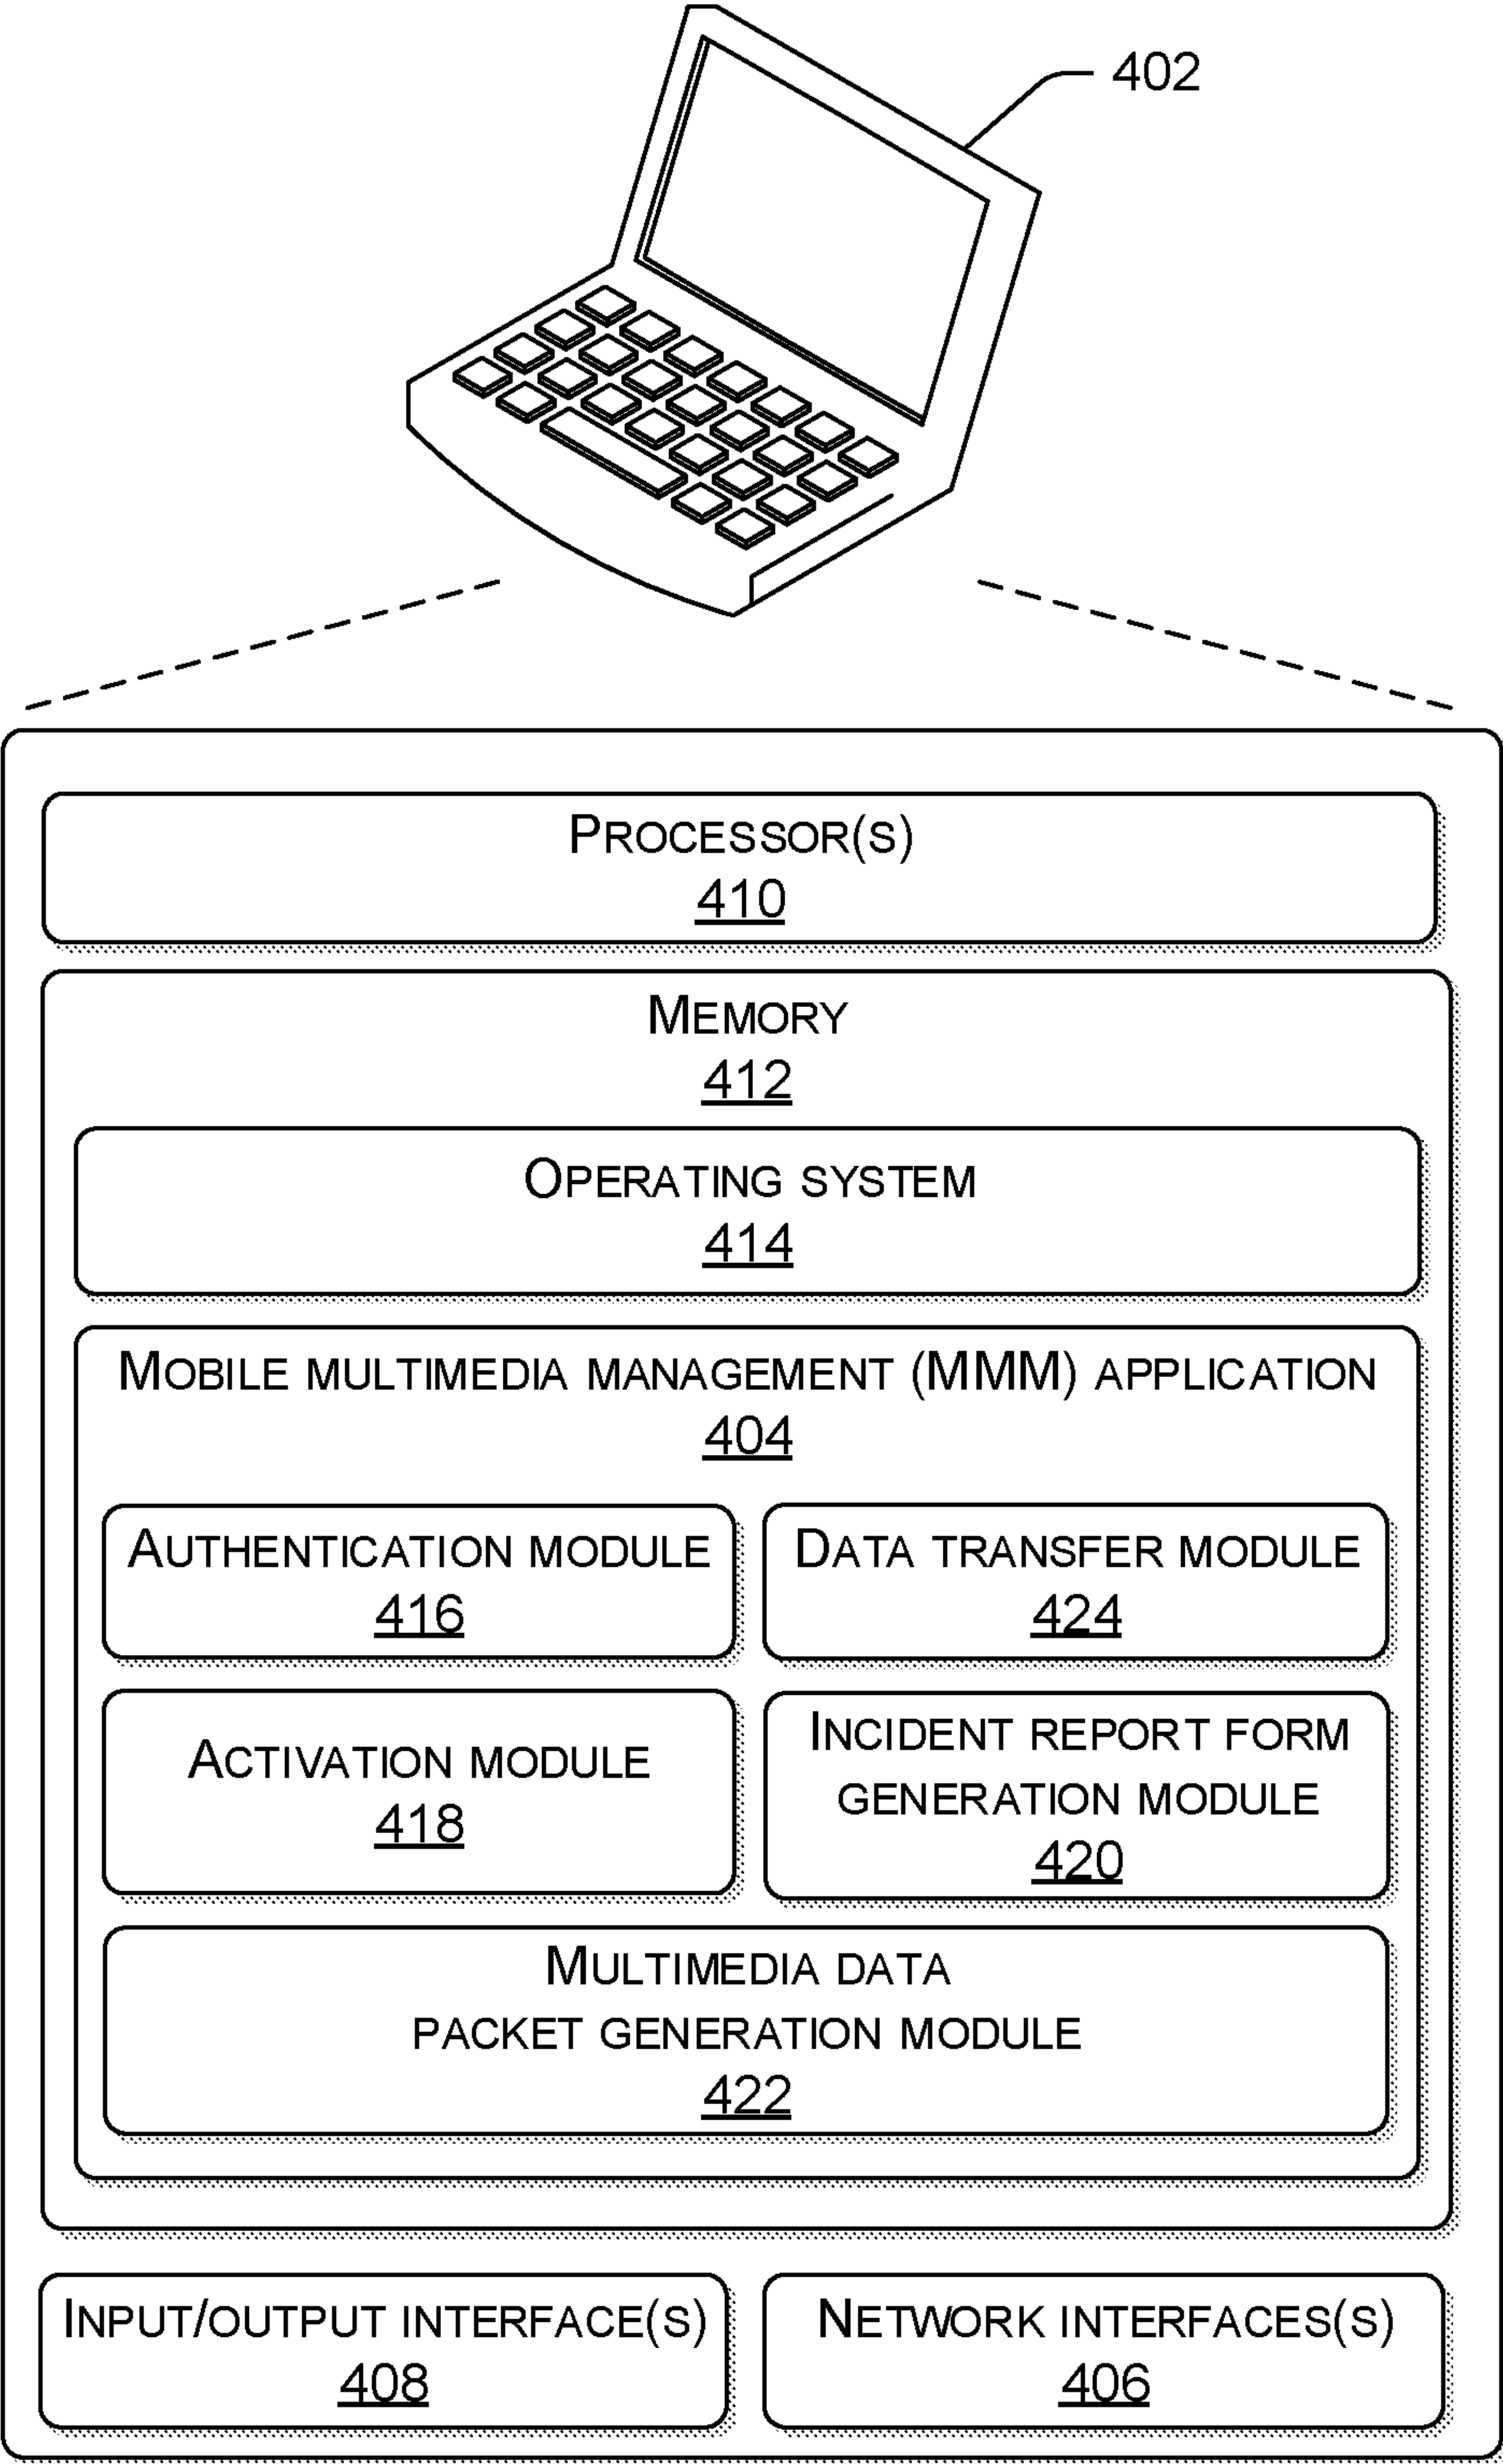 402
PROCESSOR(S)
410
MEMORY
412
OPERATING SYSTEM
414
MOBILE MULTIMEDIA MANAGEMENT (MMM) APPLICATION
404
AUTHENTICATION MODULE
416
DATA TRANSFER MODULE
424
ACTIVATION MODULE
418
INCIDENT REPORT FORM
GENERATION MODULE
420
MULTIMEDIA DATA
PACKET GENERATION MODULE
422
INPUT/OUTPUT INTERFACE(S)
408
NETWORK INTERFACES(S)
406